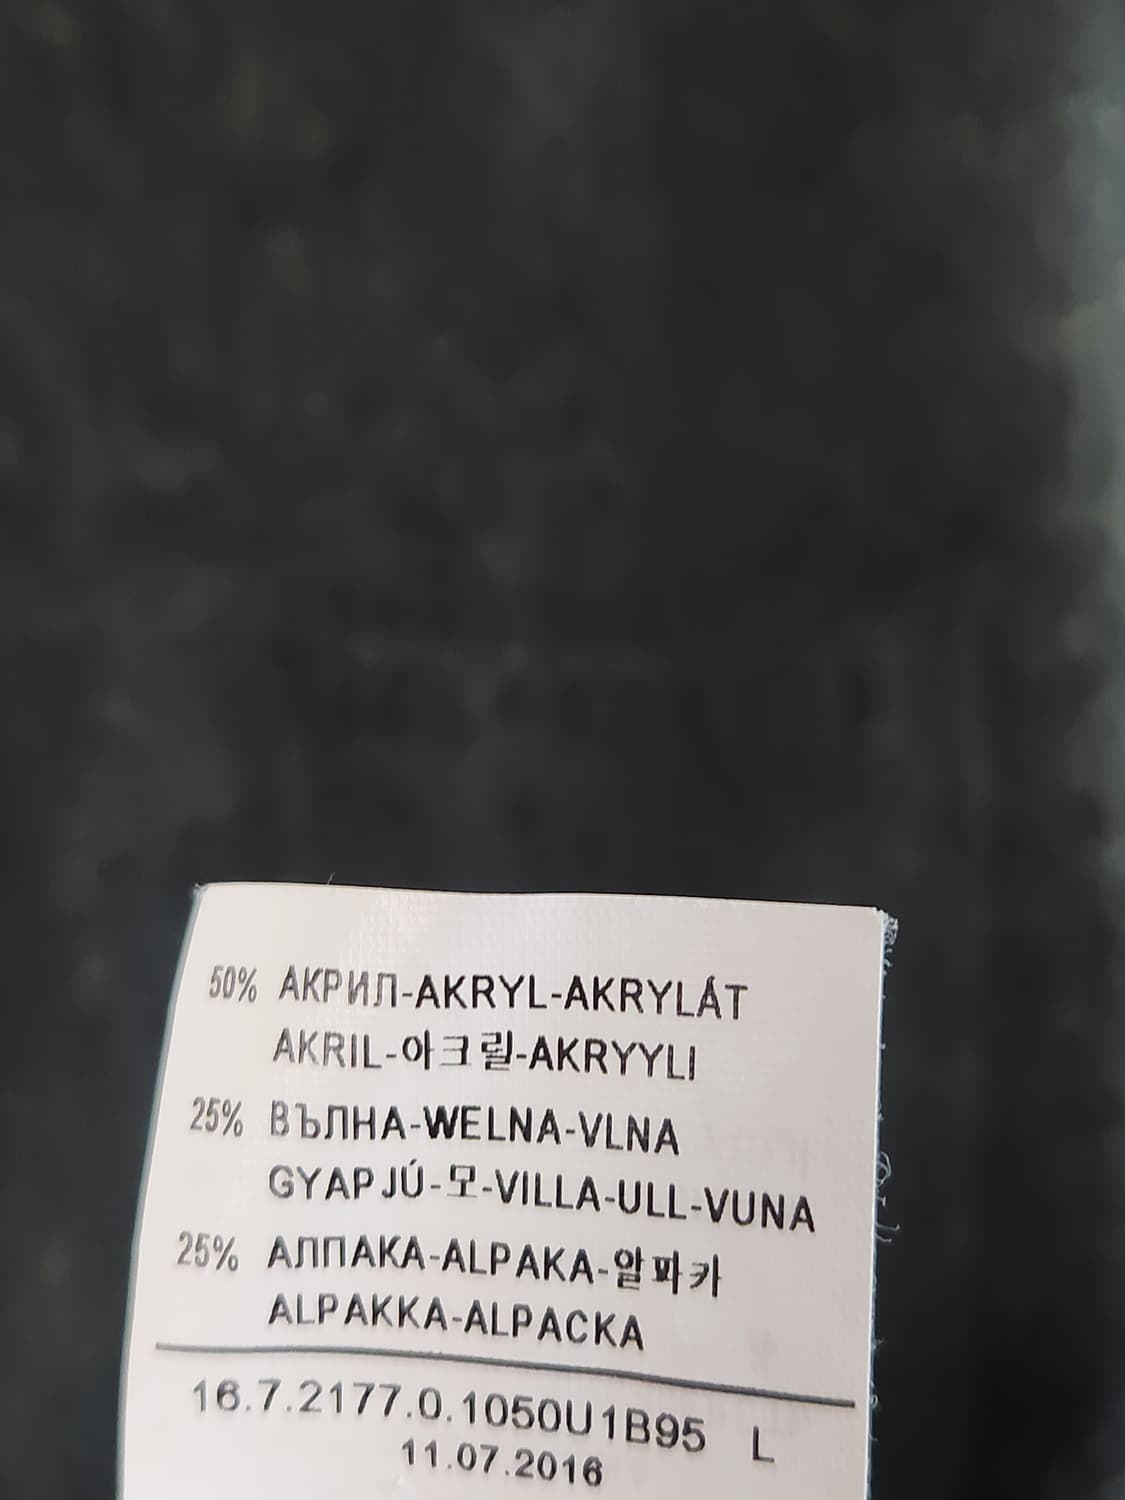 50% АКРИЛ-AKRYL-AKRYLÁT
AKRIL-아크릴-AKRYYLI
25% ВЪЛНА-WELNA-VLNA
GYAPJÚ-모-VILLA-ULL-VUNA
25% АЛПАКА-ALPAKA-알파카
ALPAKKA-ALPACKA
16.7.2177.0.1050U1B95 L
11.07.2016